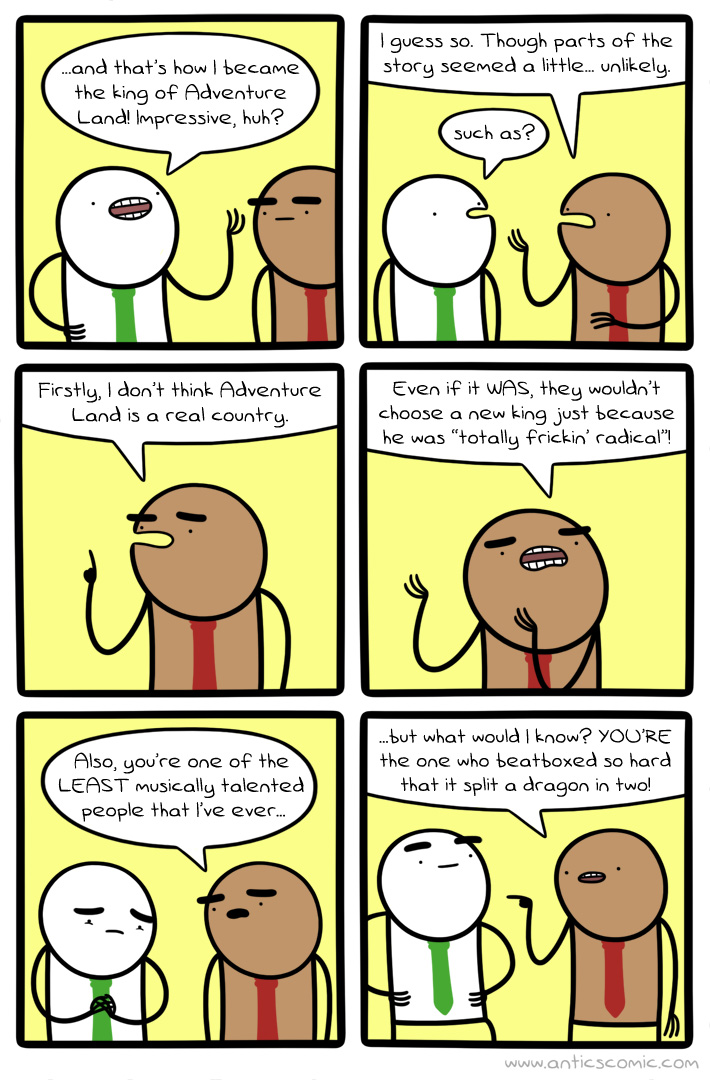 ...and that's how I became
the king of Adventure
Land! Impressive, huh?
I guess so. Though parts of the
story seemed a little... unlikely.
such as?
Firstly, I don't think Adventure
Land is a real country.
Even if it WAS, they wouldn't
choose a new king just because
he was "totally frickin' radical"!
Also, you're one of the
LEAST musically talented
people that I've ever...
...but what would I know? YOU'RE
the one who beatboxed so hard
that it split a dragon in two!
www.anticscomic.com